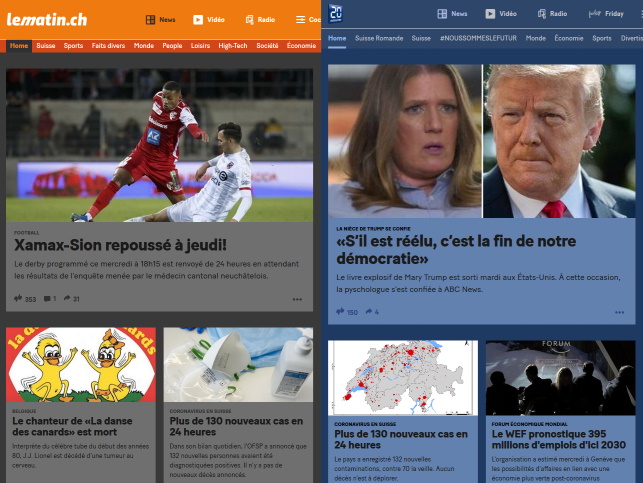 lematin.ch
News Vidéo Radio
Home Suisse Sports Faits divers Monde People Loisirs High-Tech Société Économie
FOOTBALL
Xamax-Sion repoussé à jeudi!
Le derby programmé ce mercredi à 18h15 est renvoyé de 24 heures en attendant
les résultats de l'enquête menée par le médecin cantonal neuchâtelois.
353 1 31
BELGIQUE
Le chanteur de «La danse
des canards» est mort
Interprète du célèbre tube du début des années
80, J.J. Lionel est décédé d'une tumeur au
cerveau.
CORONAVIRUS EN SUISSE
Plus de 130 nouveaux cas en
24 heures
Dans son bilan quotidien, l'OFSP a annoncé que
132 nouvelles personnes avaient été
diagnostiquées positives. Il n'y a pas de
nouveaux décès annoncés.
20
News Vidéo Radio Friday
Home Suisse Romande Suisse #NOUSSOMMESLEFUTUR Monde Économie Sports Divertis
LA NIÈCE DE TRUMP SE CONFIE
«S'il est réélu, c'est la fin de notre
démocratie»
Le livre explosif de Mary Trump est sorti mardi aux États-Unis. À cette occasion,
la pyschologue s'est confiée à ABC News.
150 4
CORONAVIRUS EN SUISSE
Plus de 130 nouveaux cas en
24 heures
Le pays a enregistré 132 nouvelles
contaminations, contre 70 la veille. Aucun
décès n'est à déplorer.
FORUM
FORUM ÉCONOMIQUE MONDIAL
Le WEF pronostique 395
millions d'emplois d'ici 2030
L'organisation a estimé mercredi à Genève que
les possibilités d'affaires en lien avec une
économie plus verte post-coronavirus